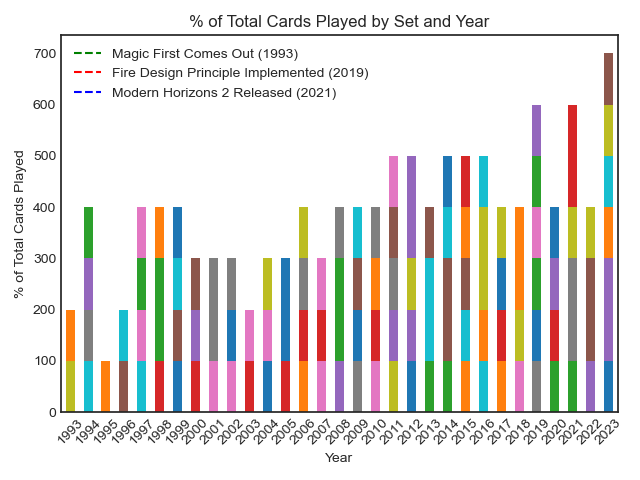 % of Total Cards Played by Set and Year
Magic First Comes Out (1993)
Fire Design Principle Implemented (2019)
Modern Horizons 2 Released (2021)
% of Total Cards Played
700
600
500
400
300
200
100
0
1993 1994 1995 1996 1997 1998 1999 2000 2001 2002 2003 2004 2005 2006 2007 2008 2009 2010 2011 2012 2013 2014 2015 2016 2017 2018 2019 2020 2021 2022 2023
Year